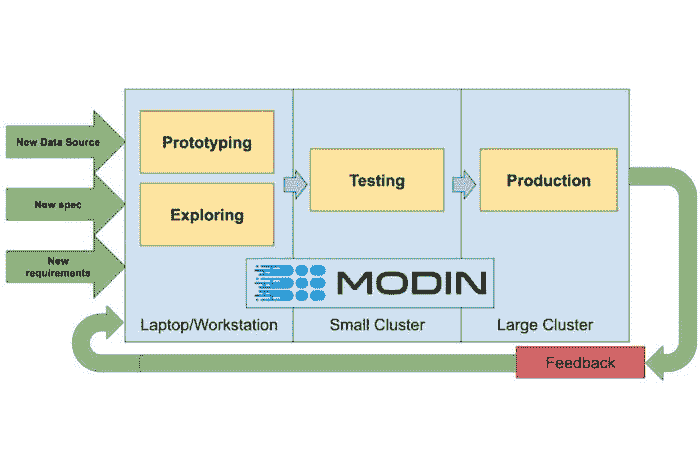 New Data Source
New spec
New
requirements
Prototyping
Exploring
Testing
Production
MODIN
Laptop/Workstation
Small Cluster
Large Cluster
Feedback